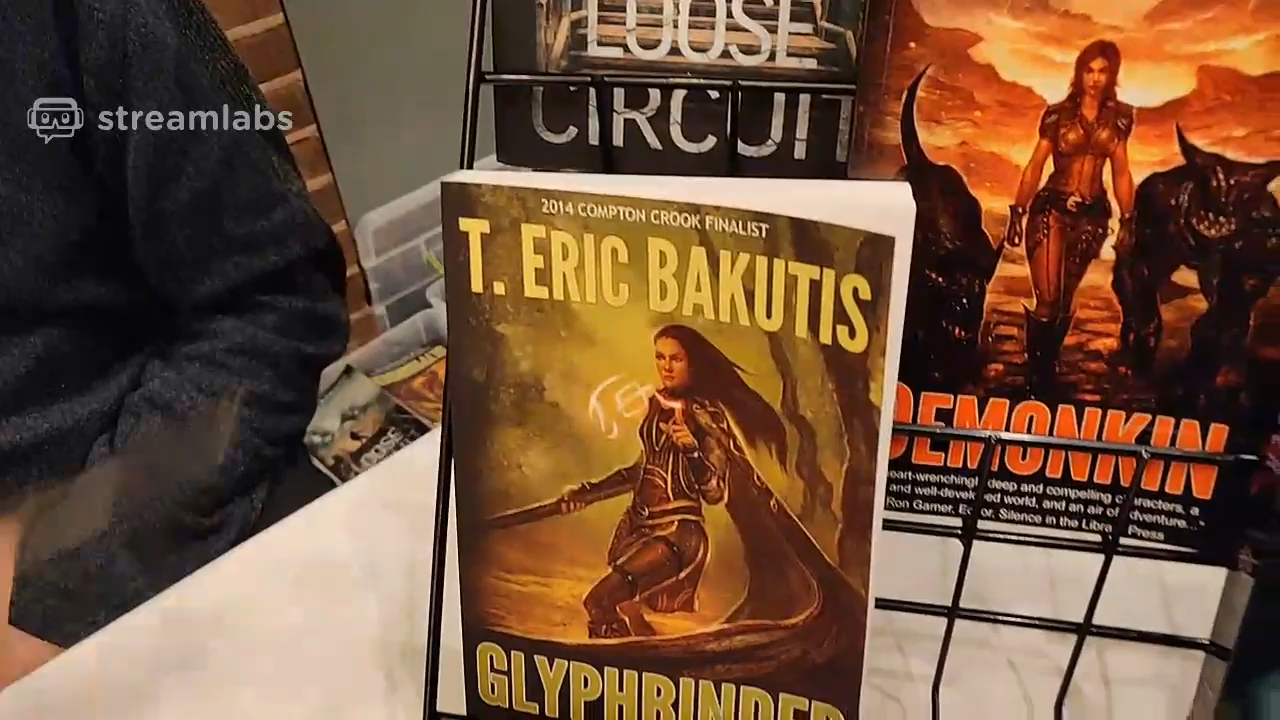 streamlabs
LOOSE
CIRCUIT
2014 COMPTON CROOK FINALIST
T. ERIC BAKUTIS
GLYPHBINDER
DEMONKIN
deep and compelling characters, a
and well-developed world, and an air of adventure..."
Ron Garner, Editor, Silence in the Library Press